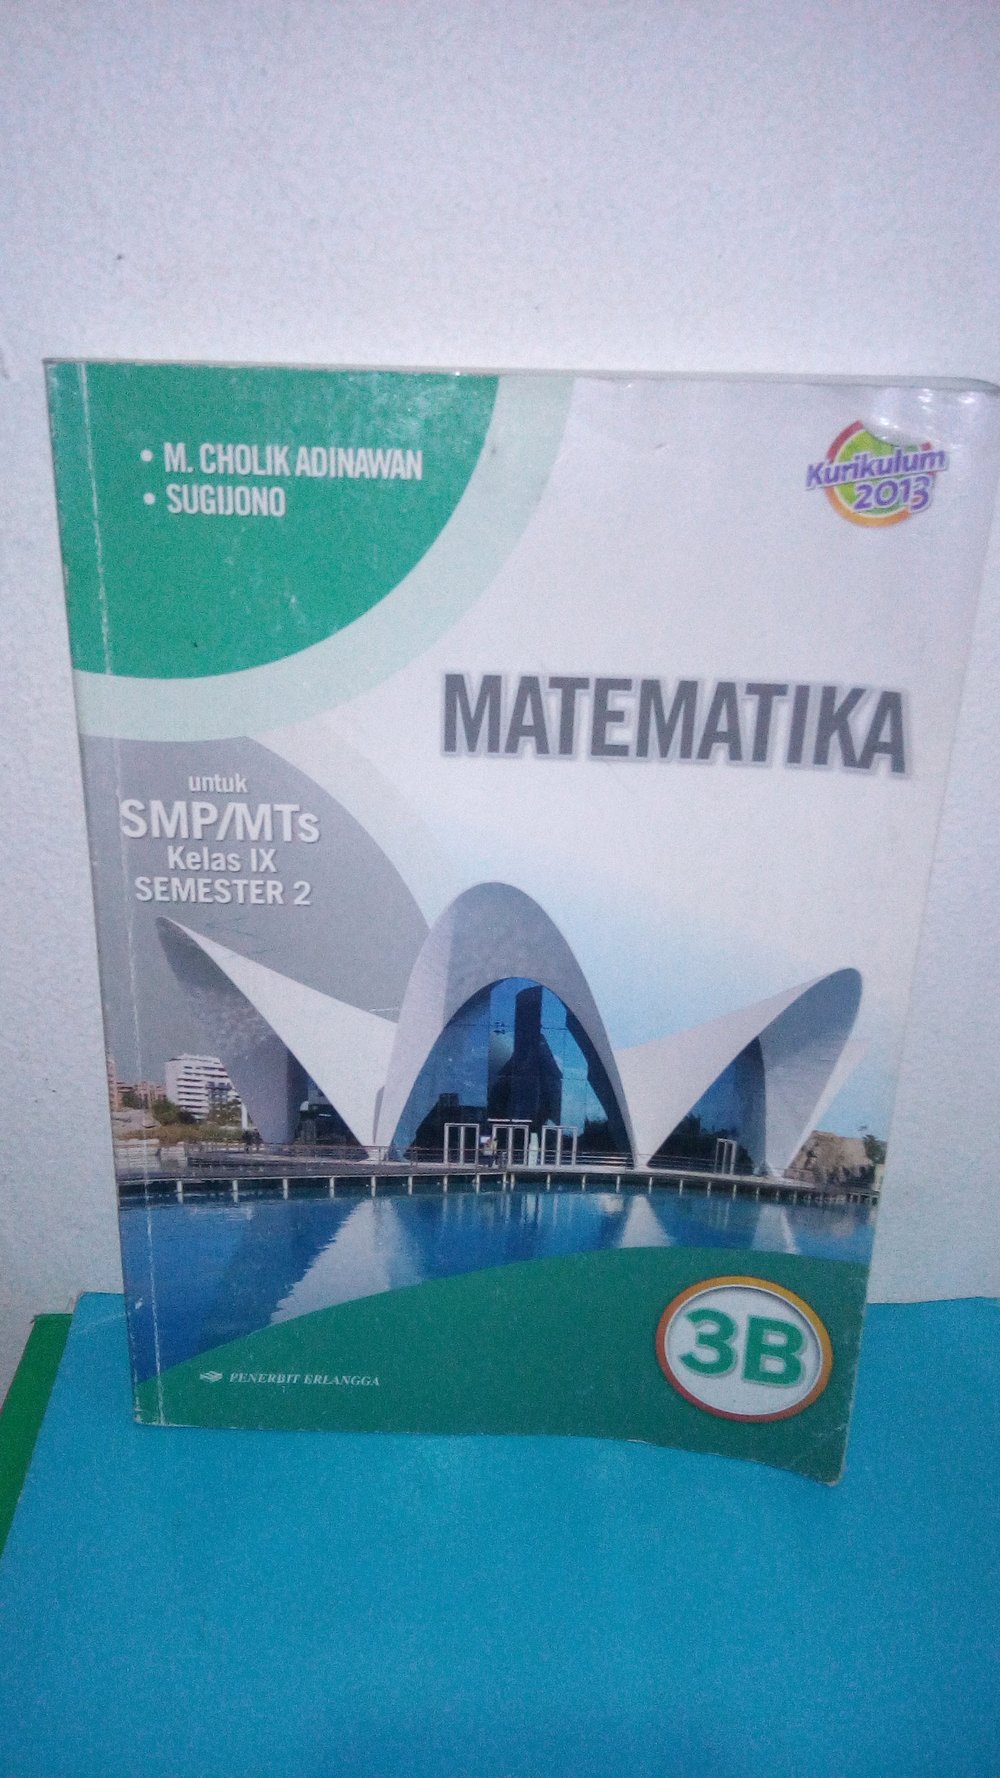 • M. CHOLIK ADINAWAN
• SUGIJONO
Kurikulum
2013
MATEMATIKA
untuk
SMP/MTs
Kelas IX
SEMESTER 2
3B
PENERBIT ERLANGGA